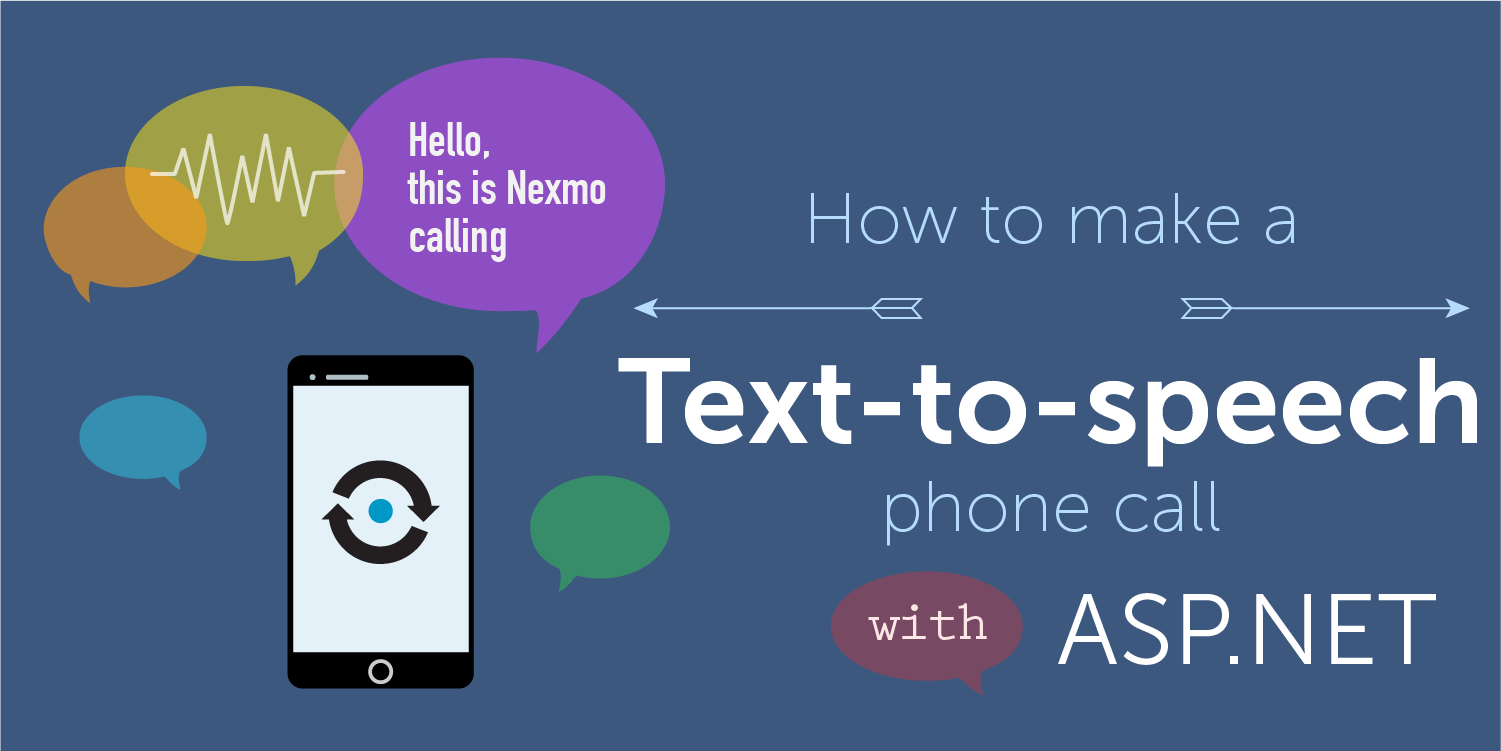 Hello,
this is Nexmo
calling
How to make a
Text-to-speech
phone call
with
ASP.NET